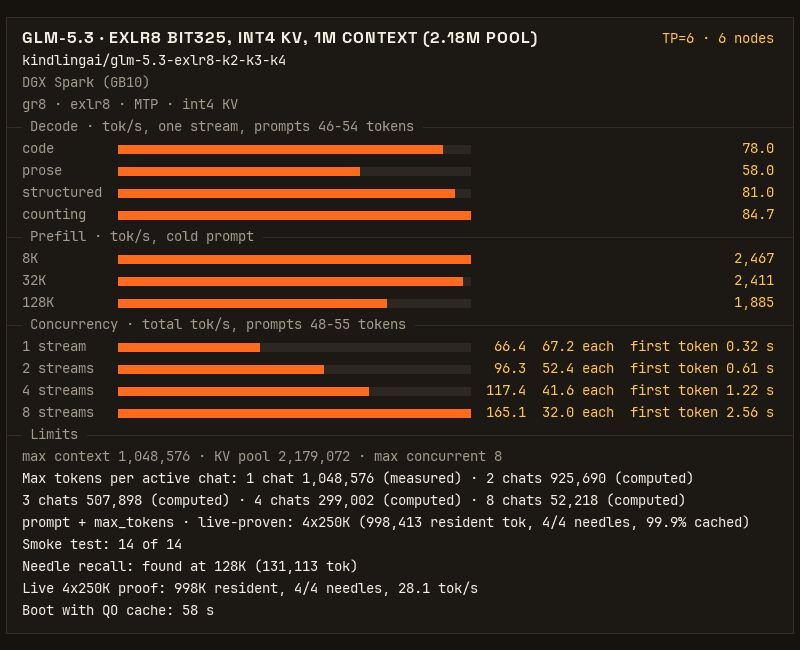 GLM-5.3 · EXLR8 BIT325, INT4 KV, 1M CONTEXT (2.18M POOL) TP=6 · 6 nodes
kindlingai/glm-5.3-exlr8-k2-k3-k4
DGX Spark (GB10)
gr8 · exlr8 · MTP · int4 KV
Decode · tok/s, one stream, prompts 46-54 tokens
code 78.0
prose 58.0
structured 81.0
counting 84.7
Prefill · tok/s, cold prompt
8K 2,467
32K 2,411
128K 1,885
Concurrency · total tok/s, prompts 48-55 tokens
1 stream 66.4 67.2 each first token 0.32 s
2 streams 96.3 52.4 each first token 0.61 s
4 streams 117.4 41.6 each first token 1.22 s
8 streams 165.1 32.0 each first token 2.56 s
Limits
max context 1,048,576 · KV pool 2,179,072 · max concurrent 8
Max tokens per active chat: 1 chat 1,048,576 (measured) · 2 chats 925,690 (computed)
3 chats 507,898 (computed) · 4 chats 299,002 (computed) · 8 chats 52,218 (computed)
prompt + max_tokens · live-proven: 4x250K (998,413 resident tok, 4/4 needles, 99.9% cached)
Smoke test: 14 of 14
Needle recall: found at 128K (131,113 tok)
Live 4x250K proof: 998K resident, 4/4 needles, 28.1 tok/s
Boot with QO cache: 58 s